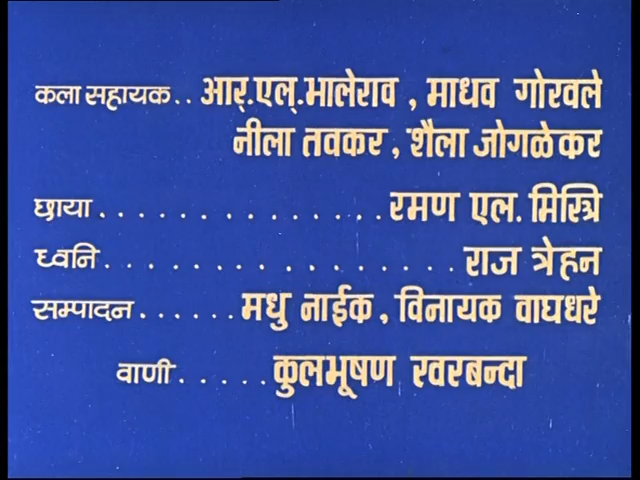 कला सहायक.. आर्.एल्.भालेराव , माधव गोखले
नीला तवकर , शैला जोगळेकर
छाया . . . . . . . . . . . . . . . रमण एल. मिस्त्रि
ध्वनि . . . . . . . . . . . . . . . . . राज त्रेहन
सम्पादन . . . . . . मधु नाईक , विनायक वाघधरे
वाणी . . . . . कुलभूषण खरबन्दा